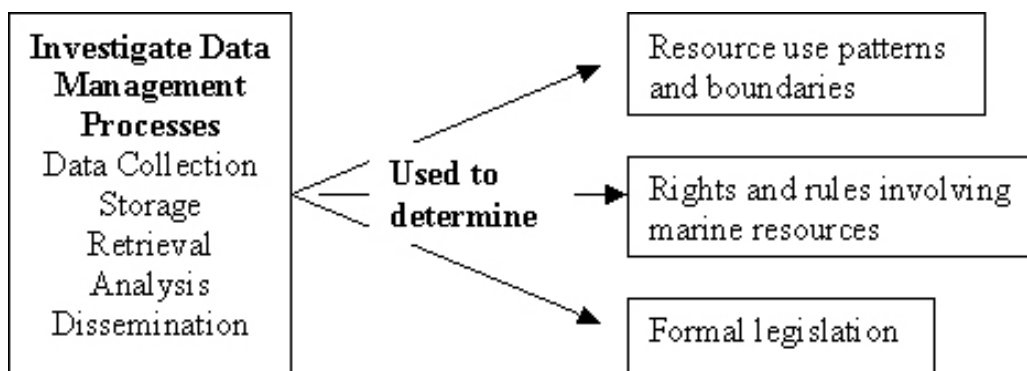 Investigate Data
Management
Processes
Data Collection
Storage
Retrieval
Analysis
Dissemination
Used to
determine
Resource use patterns
and boundaries
Rights and rules involving
marine resources
Formal legislation